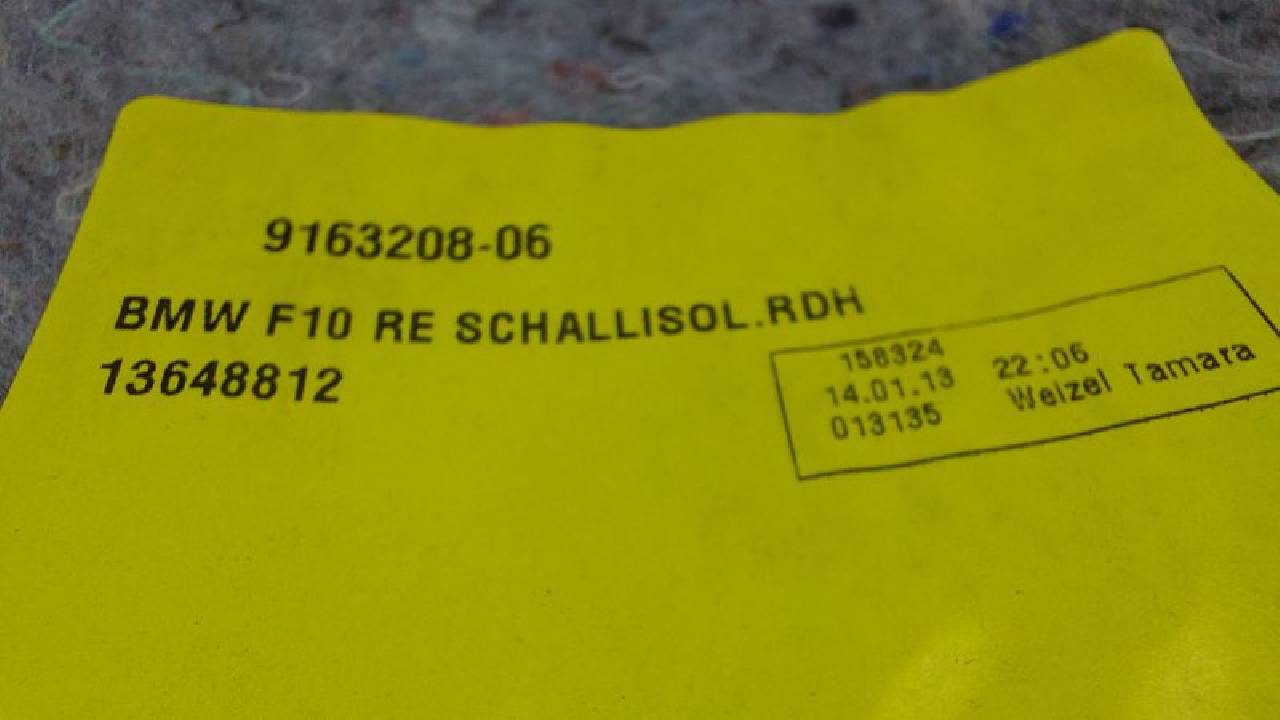 9163208-06
BMW F10 RE SCHALLISOL.RDH
13648812
158324
14.01.13 22:06
013135 Weizel Tamara